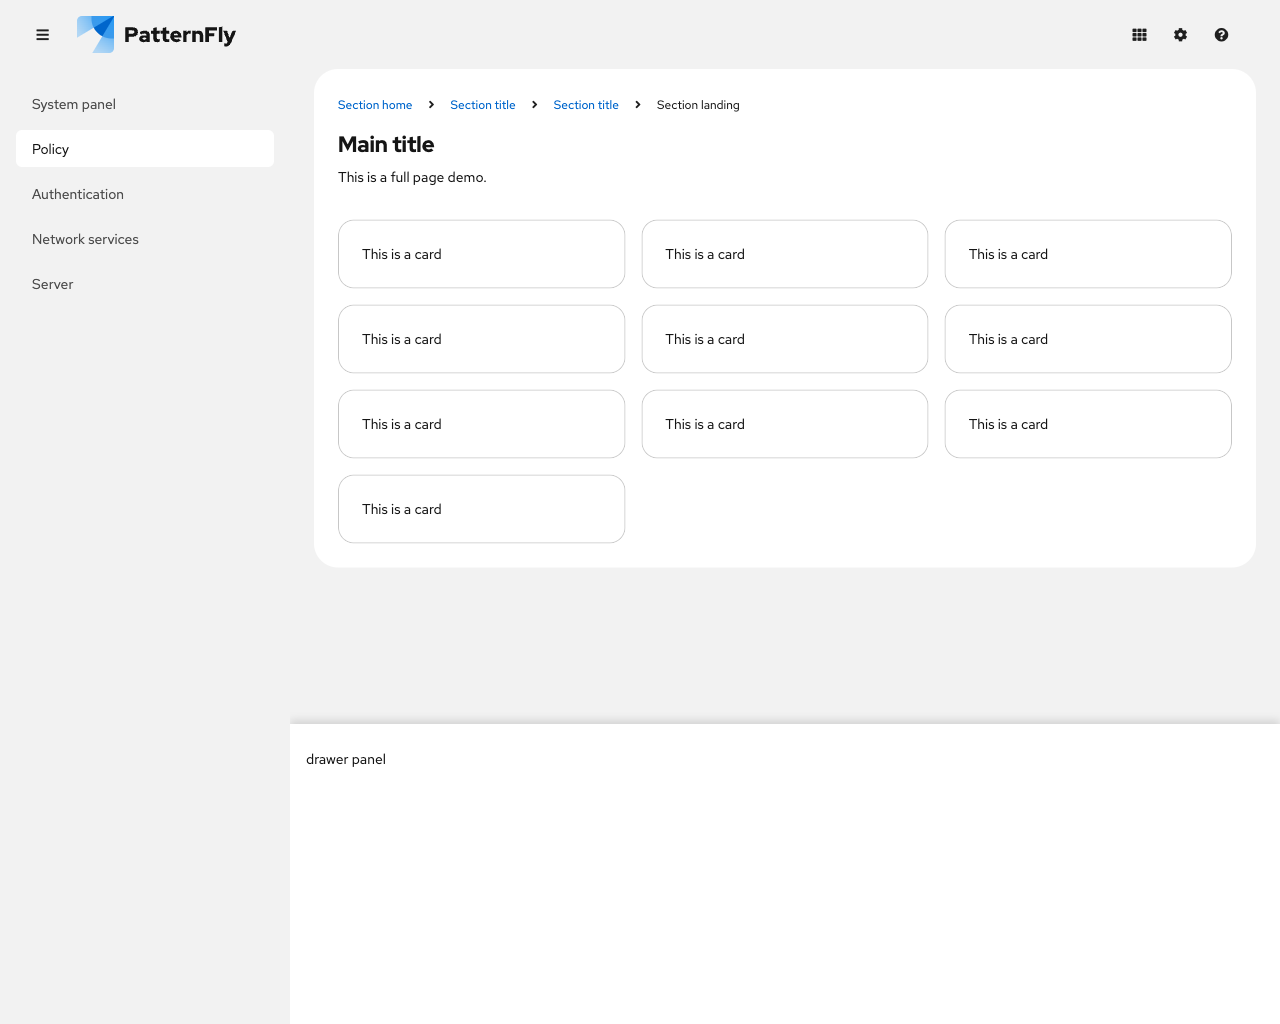 PatternFly
System panel
Policy
Authentication
Network services
Server
Section home Section title Section title Section landing
Main title
This is a full page demo.
This is a card This is a card This is a card
This is a card This is a card This is a card
This is a card This is a card This is a card
This is a card
drawer panel